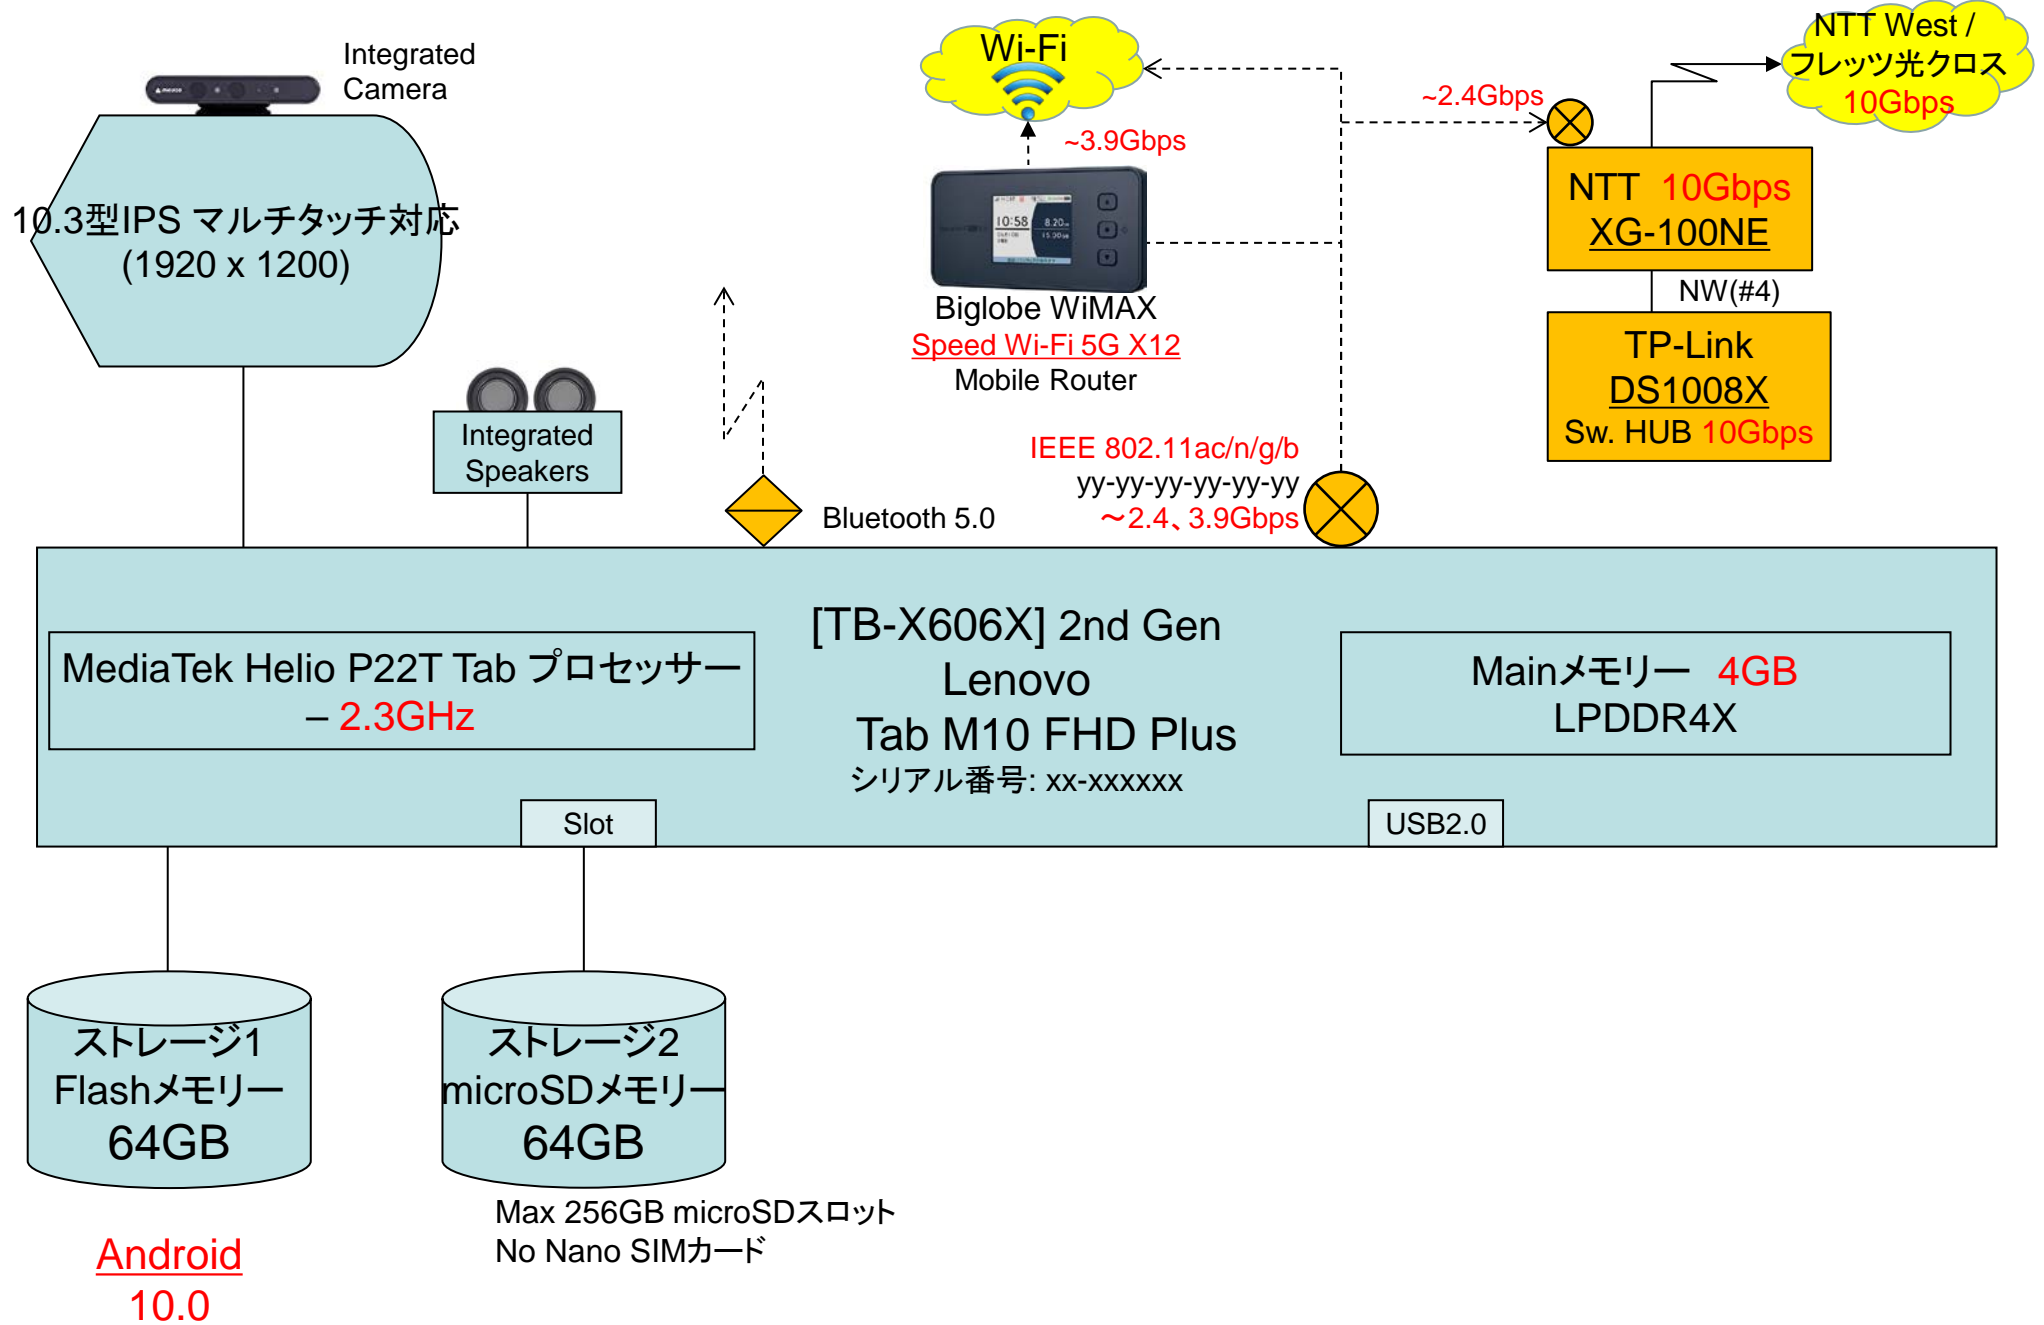 Integrated
Camera
10.3型IPS マルチタッチ対応
(1920 x 1200)
Integrated
Speakers
Bluetooth 5.0
Wi-Fi
~3.9Gbps
10:58
8.20
15.00
Biglobe WiMAX
Speed Wi-Fi 5G X12
Mobile Router
IEEE 802.11ac/n/g/b
yy-yy-yy-yy-yy-yy
～2.4、3.9Gbps
~2.4Gbps
NTT West /
フレッツ光クロス
10Gbps
NTT 10Gbps
XG-100NE
NW(#4)
TP-Link
DS1008X
Sw. HUB 10Gbps
MediaTek Helio P22T Tab プロセッサー
– 2.3GHz
[TB-X606X] 2nd Gen
Lenovo
Tab M10 FHD Plus
シリアル番号: xx-xxxxxx
Mainメモリー 4GB
LPDDR4X
Slot
USB2.0
ストレージ1
Flashメモリー
64GB
ストレージ2
microSDメモリー
64GB
Max 256GB microSDスロット
No Nano SIMカード
Android
10.0